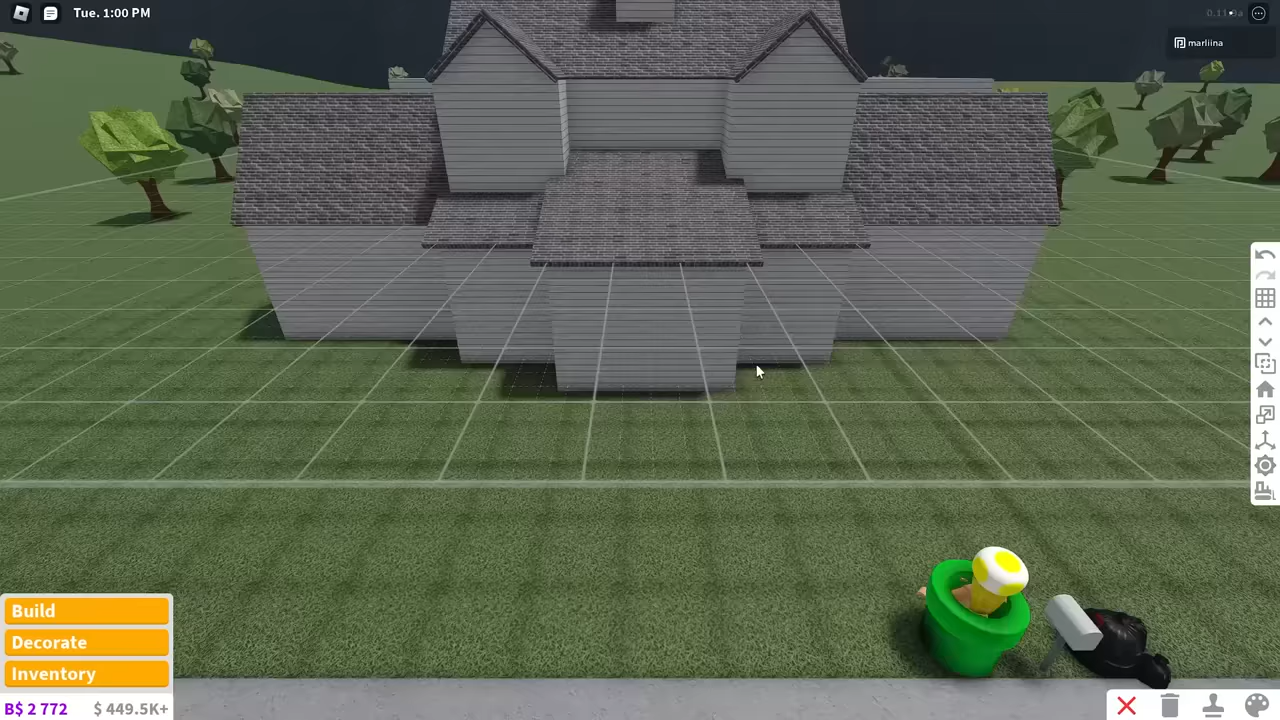 Tue. 1:00 PM
marliina
Build
Decorate
Inventory
B$ 2 772 $ 449.5K+